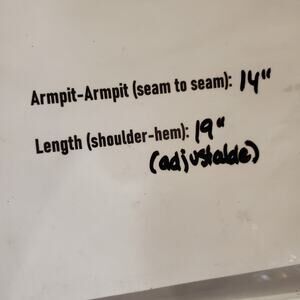 Armpit-Armpit (seam to seam): 14"
Length (shoulder-hem): 19"
(adjustable)